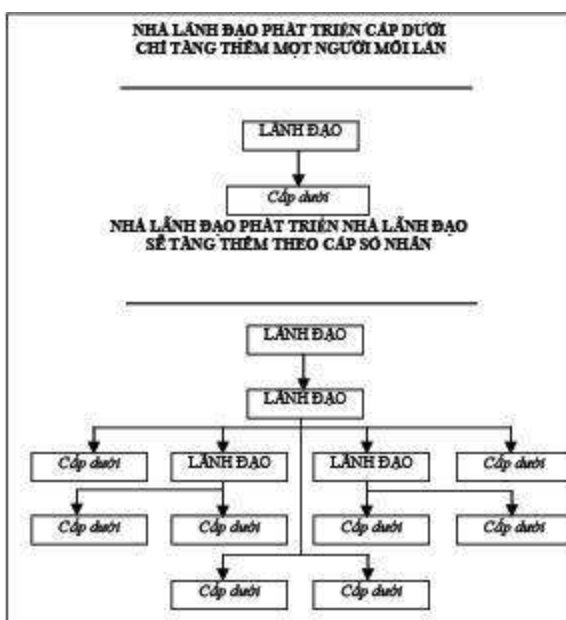 NHÀ LÃNH ĐẠO PHÁT TRIỂN CẤP DƯỚI
CHỈ TĂNG THÊM MỘT NGƯỜI MỖI LẦN
LÃNH ĐẠO
Cấp dưới
NHÀ LÃNH ĐẠO PHÁT TRIỂN NHÀ LÃNH ĐẠO
SẼ TĂNG THÊM THEO CẤP SỐ NHÂN
LÃNH ĐẠO
LÃNH ĐẠO
Cấp dưới LÃNH ĐẠO LÃNH ĐẠO Cấp dưới
Cấp dưới Cấp dưới Cấp dưới Cấp dưới
Cấp dưới Cấp dưới